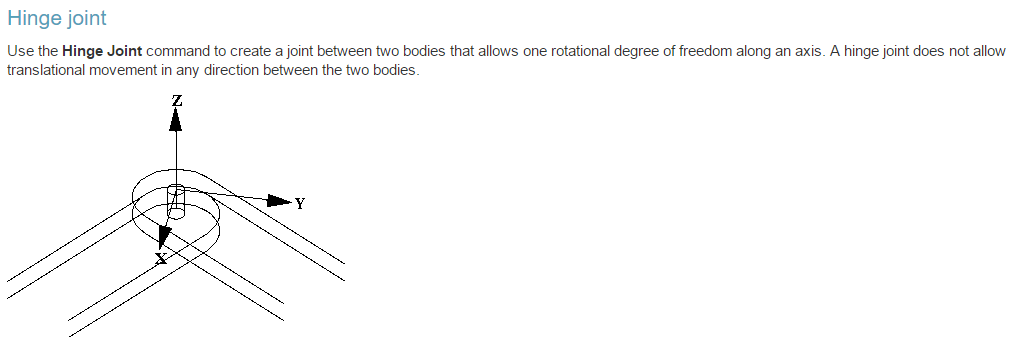 Hinge joint
Use the Hinge Joint command to create a joint between two bodies that allows one rotational degree of freedom along an axis. A hinge joint does not allow
translational movement in any direction between the two bodies.
Z
Y
X